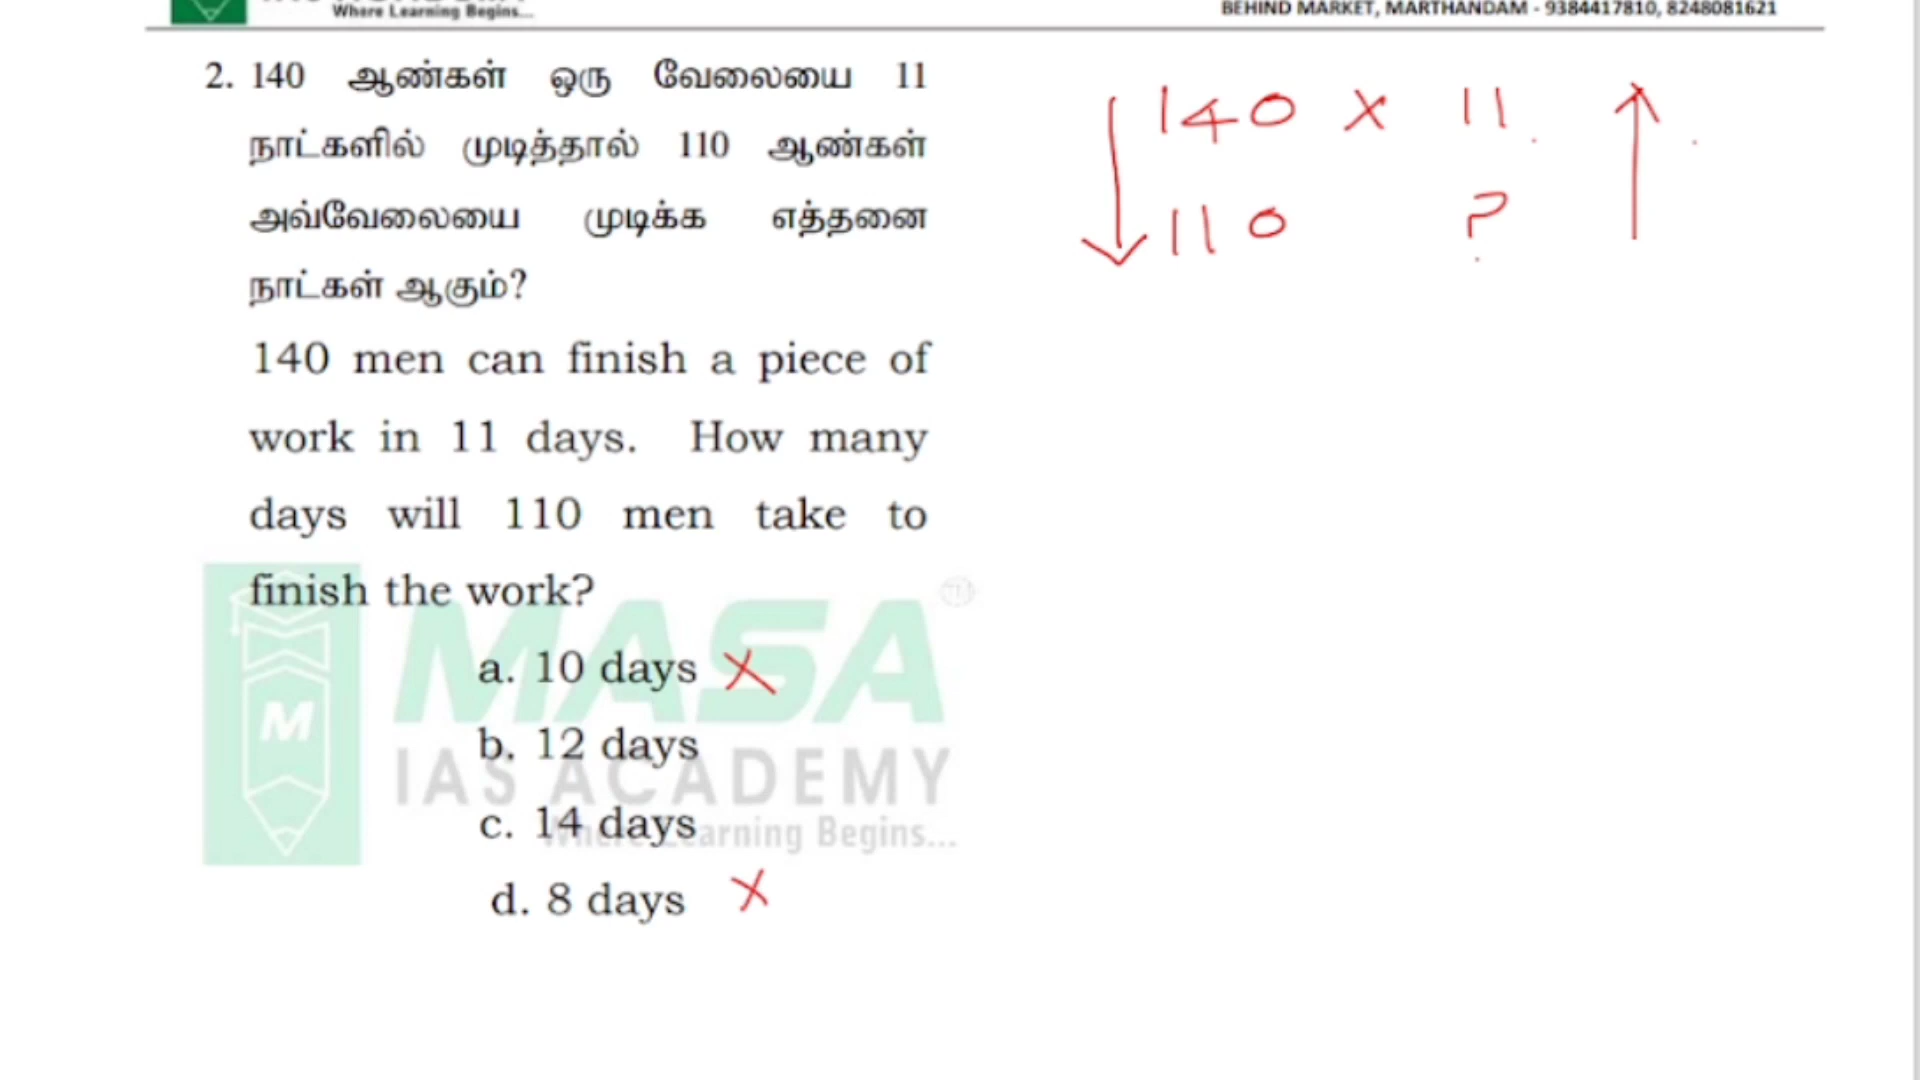 Where Learning Begins...
BEHIND MARKET, MARTHANDAM - 9384417810, 8248081621
2. 140 ஆண்கள் ஒரு வேலையை 11
நாட்களில் முடித்தால் 110 ஆண்கள்
அவ்வேலையை முடிக்க எத்தனை
நாட்கள் ஆகும்?
140 men can finish a piece of
work in 11 days. How many
days will 110 men take to
finish the work?
a. 10 days ×
b. 12 days
c. 14 days
d. 8 days ×
140 × 11
110 ?
M
MASA
IAS ACADEMY
Where Learning Begins...